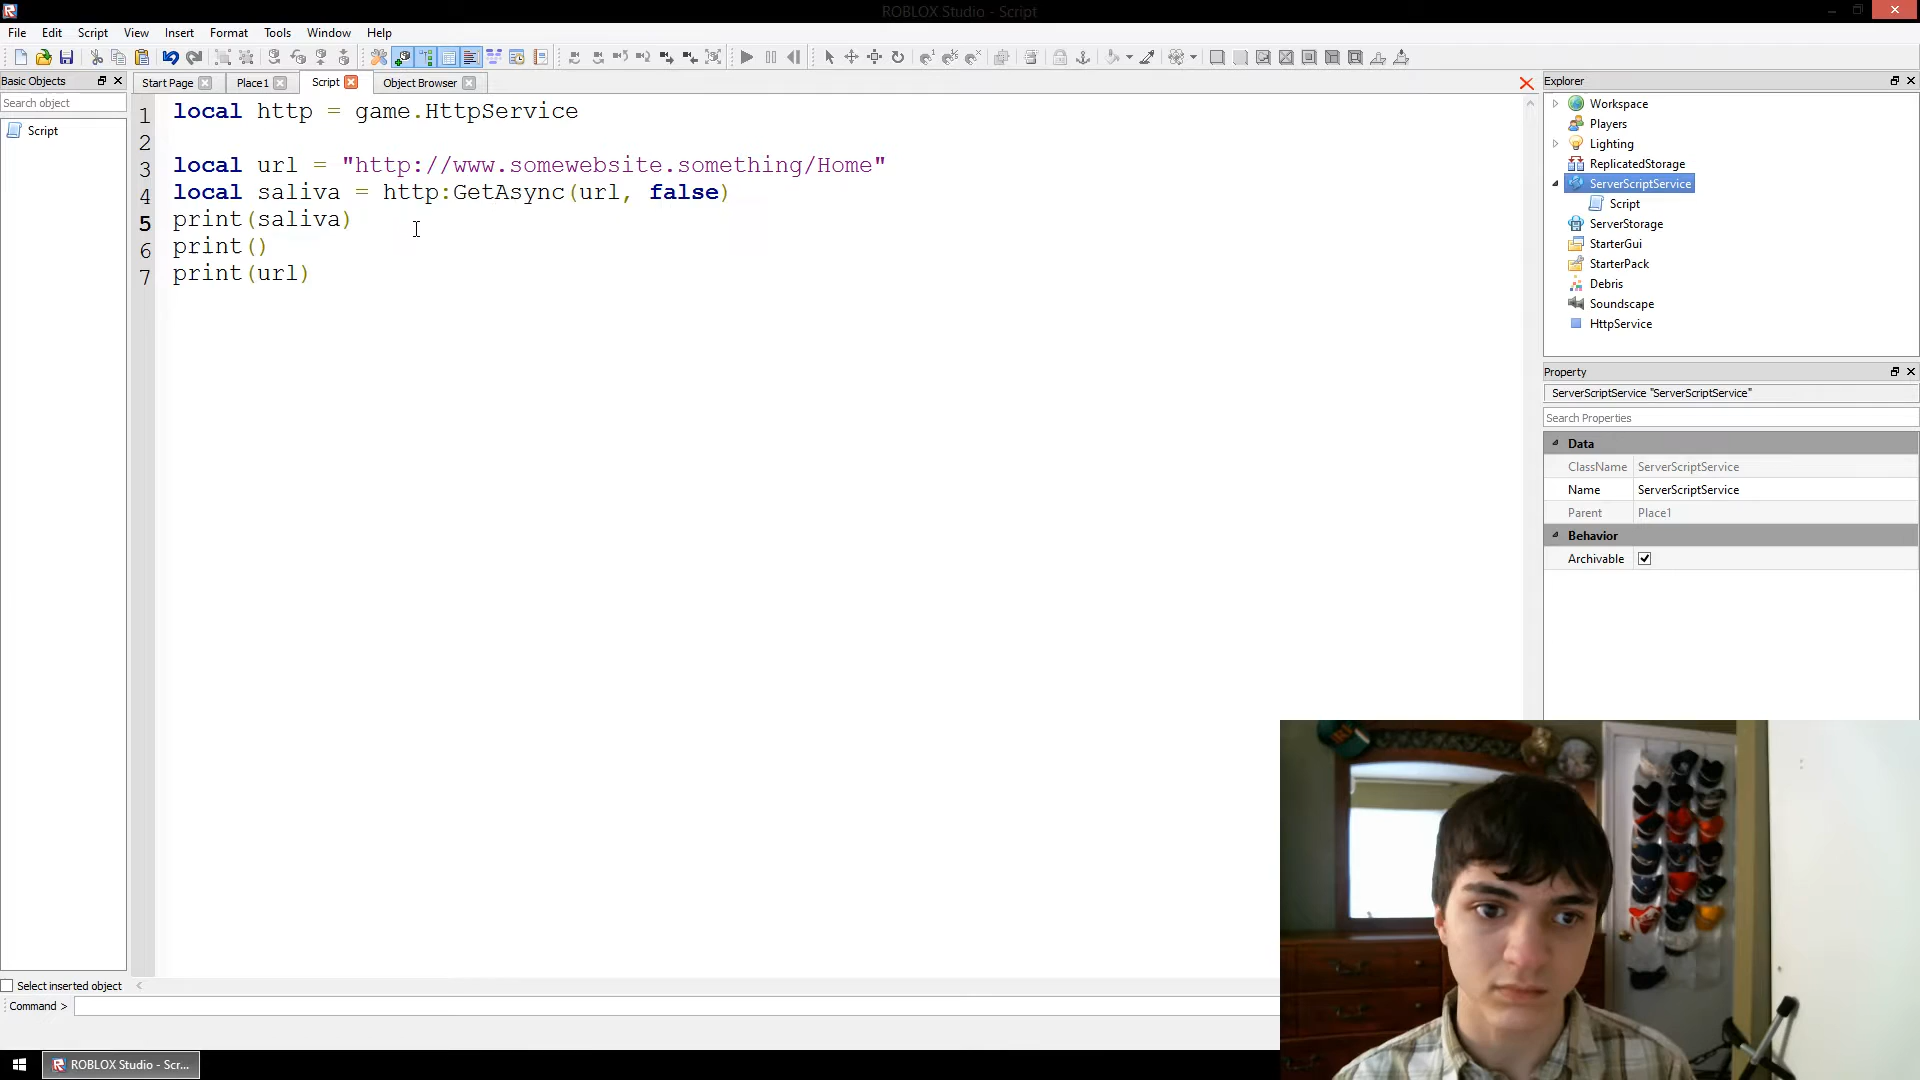 ROBLOX Studio - Script
File Edit Script View Insert Format Tools Window Help
Basic Objects
Search object
Script
Start Page Place1 Script Object Browser
1 local http = game.HttpService
2
3 local url = "http://www.somewebsite.something/Home"
4 local saliva = http:GetAsync(url, false)
5 print(saliva)
6 print()
7 print(url)
Explorer
Workspace
Players
Lighting
ReplicatedStorage
ServerScriptService
Script
ServerStorage
StarterGui
StarterPack
Debris
Soundscape
HttpService
Property
ServerScriptService "ServerScriptService"
Search Properties
Data
ClassName ServerScriptService
Name ServerScriptService
Parent Place1
Behavior
Archivable
Select inserted object
Command >
ROBLOX Studio - Scr...